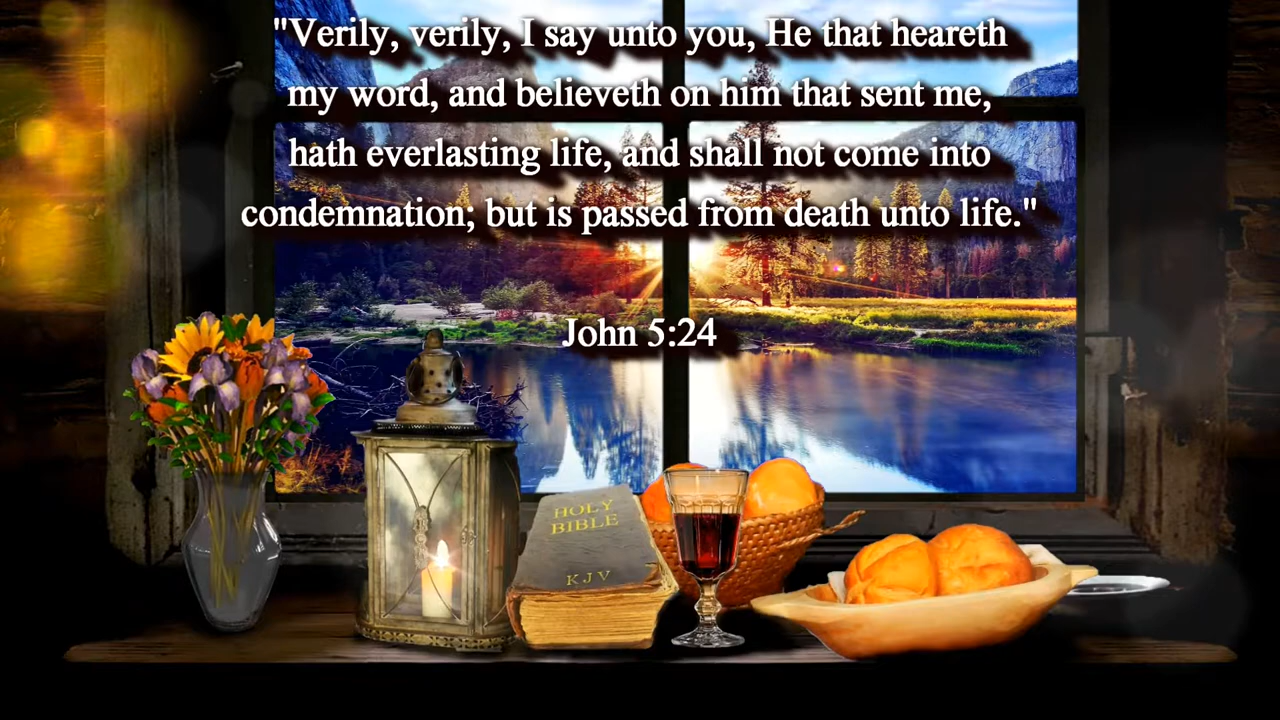 "Verily, verily, I say unto you, He that heareth
my word, and believeth on him that sent me,
hath everlasting life, and shall not come into
condemnation; but is passed from death unto life."
John 5:24
HOLY
BIBLE
KJV